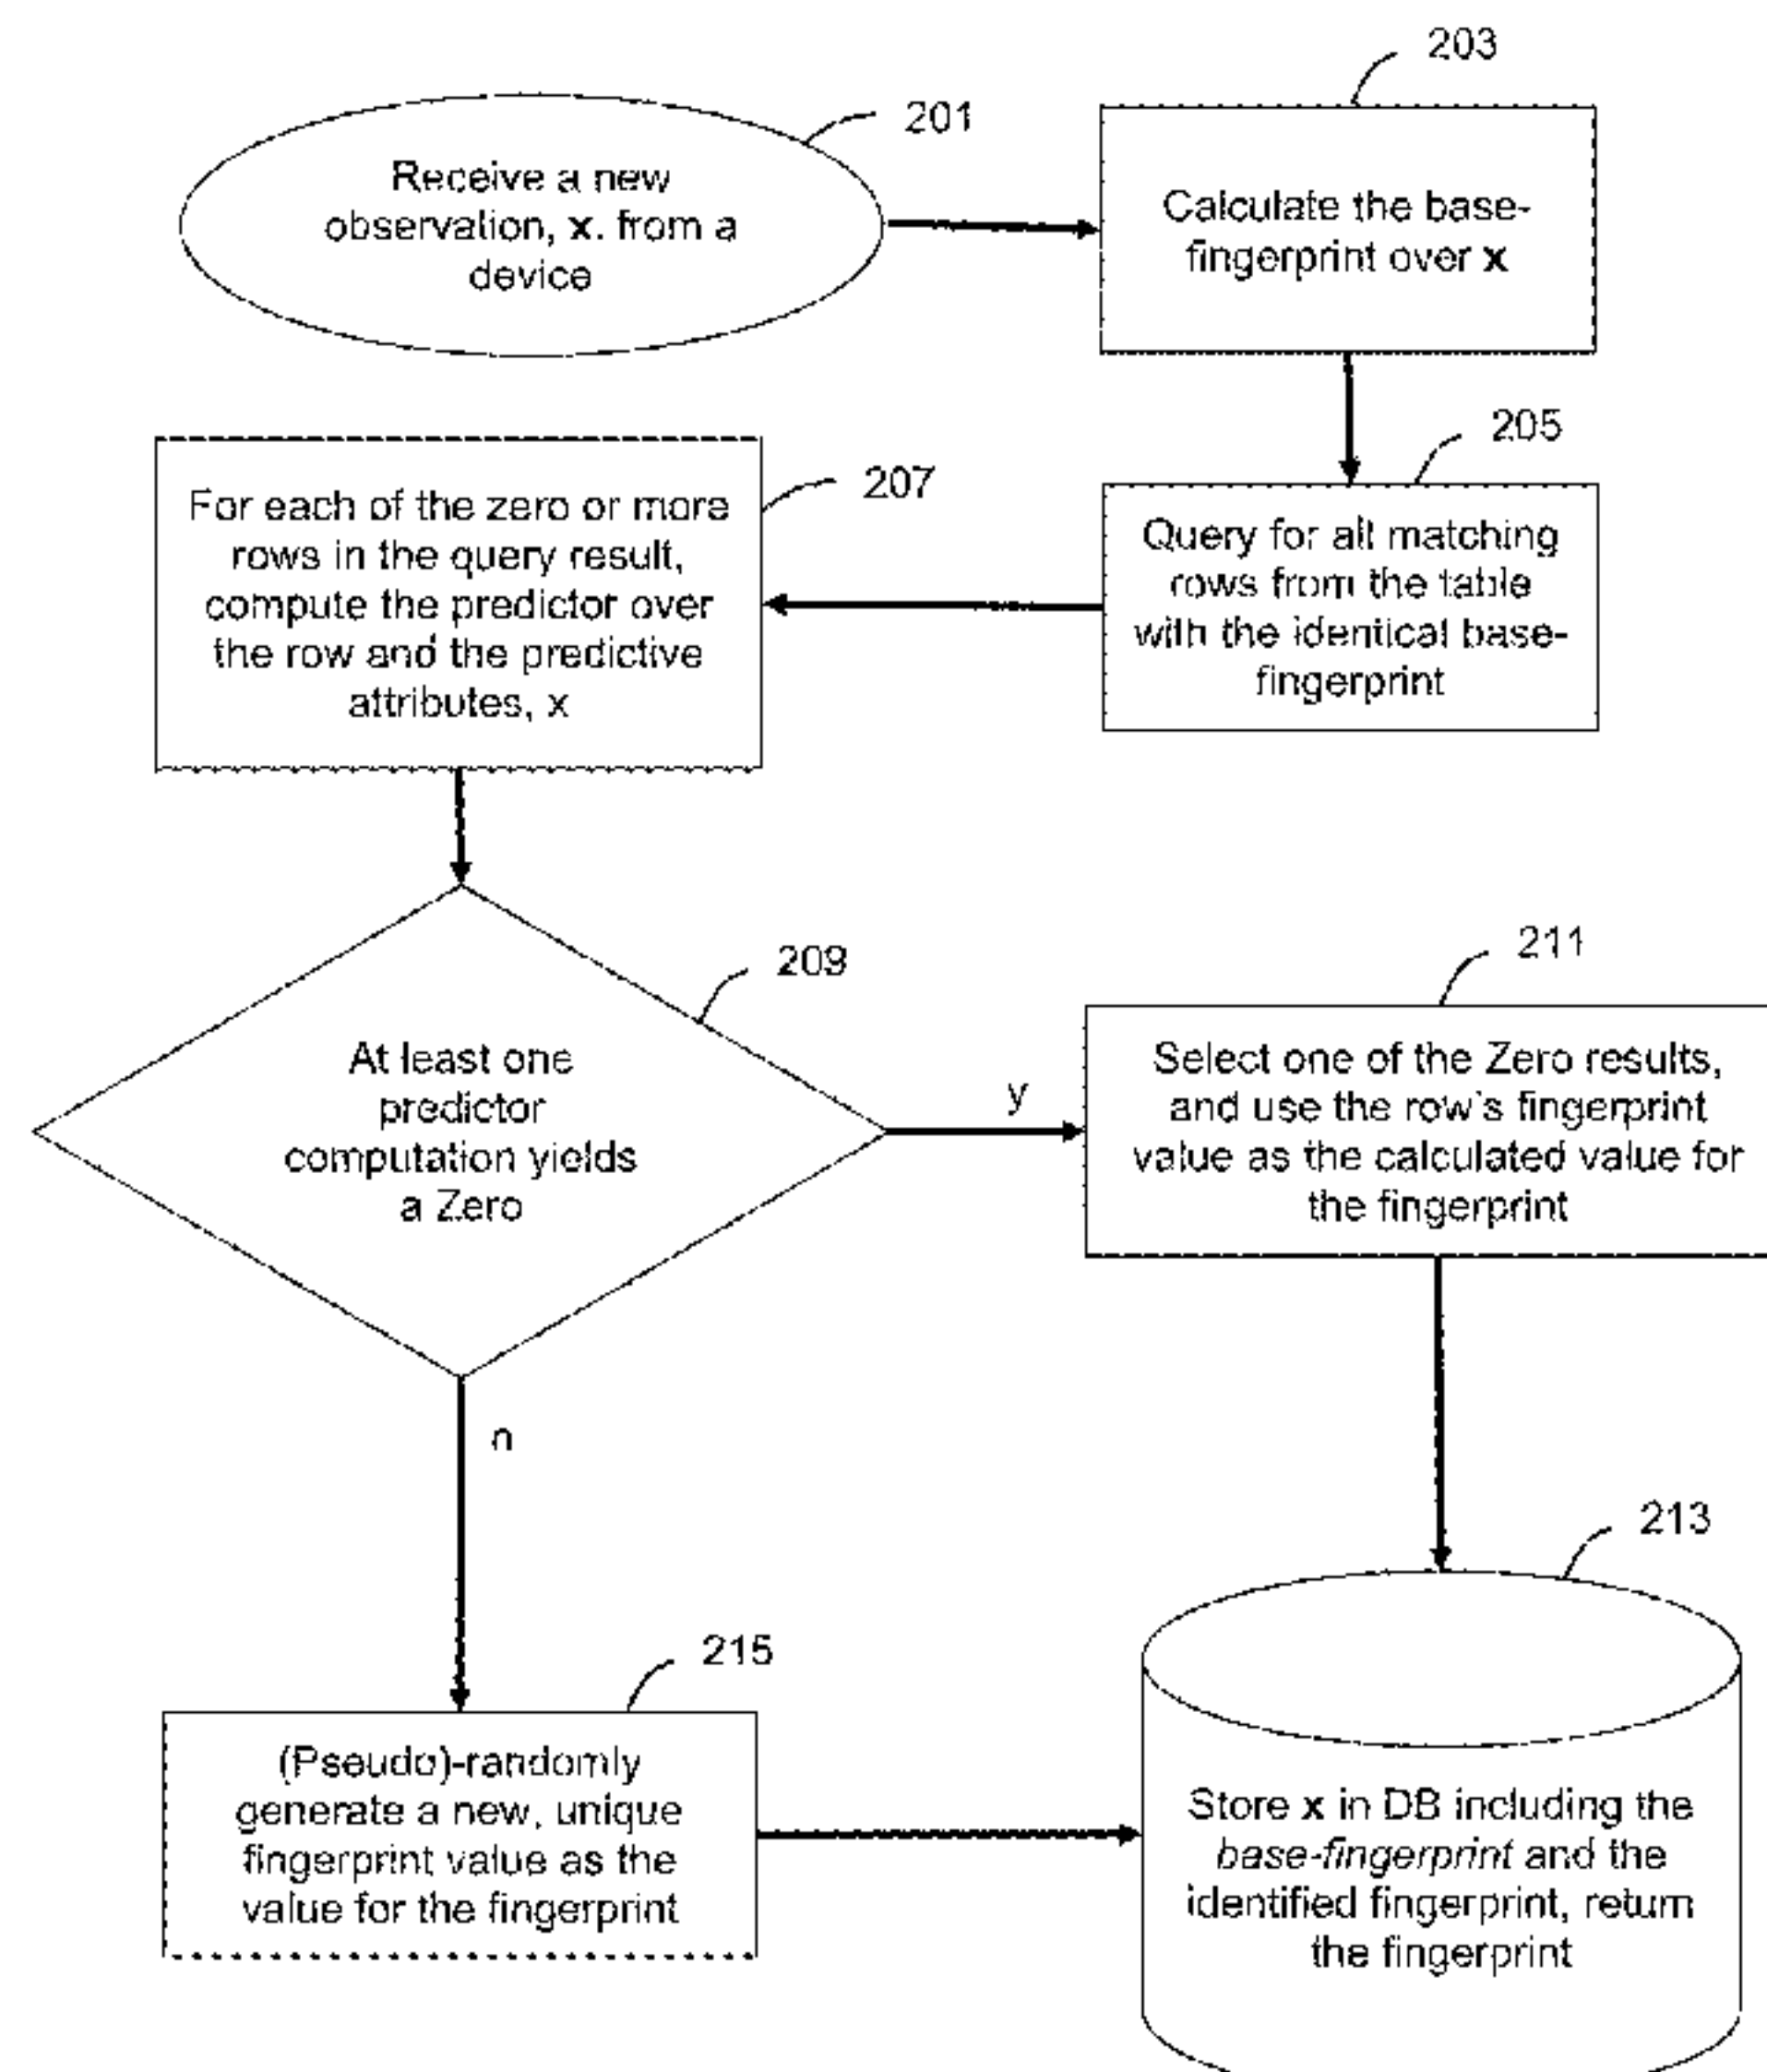 201
Receive a new
observation, x. from a
device
203
Calculate the base-
fingerprint over x
205
Query for all matching
rows from the table
with the identical base-
fingerprint
207
For each of the zero or more
rows in the query result,
compute the predictor over
the row and the predictive
attributes, x
209
At least one
predictor
computation yields
a Zero
y
n
211
Select one of the Zero results,
and use the row's fingerprint
value as the calculated value for
the fingerprint
213
Store x in DB including the
base-fingerprint and the
identified fingerprint, return
the fingerprint
215
(Pseudo)-randomly
generate a new, unique
fingerprint value as the
value for the fingerprint